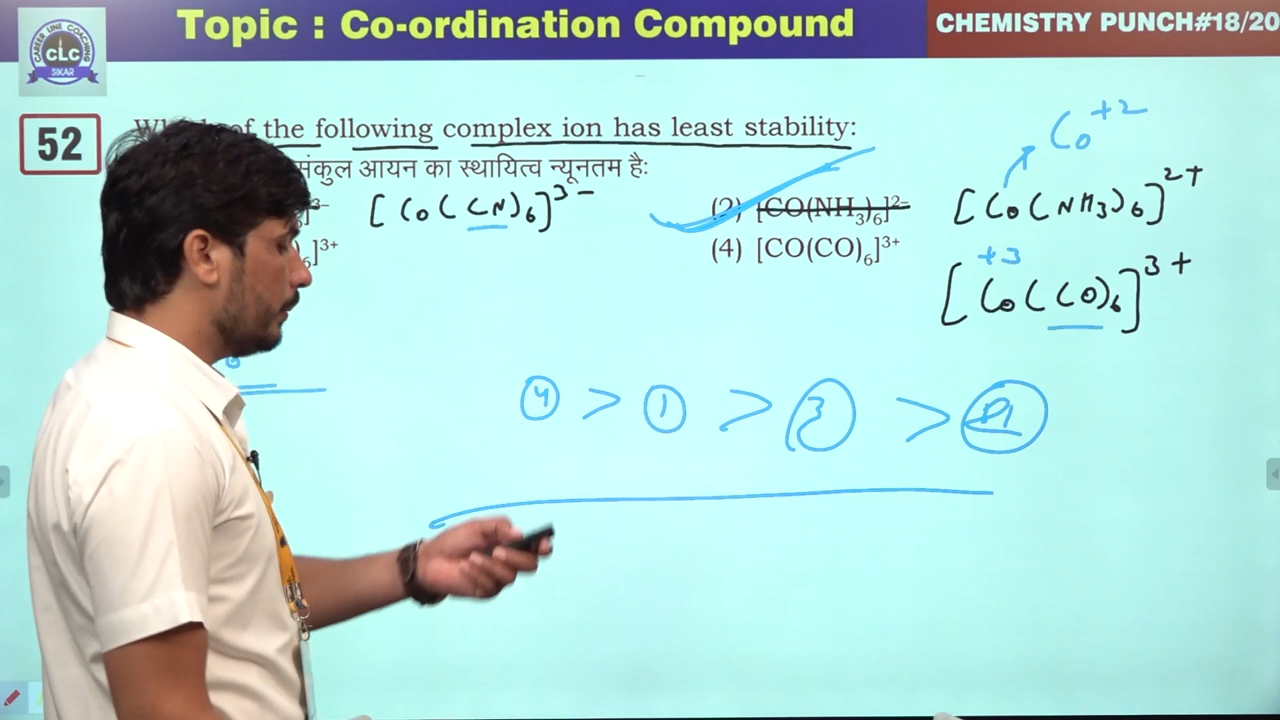 Topic : Co-ordination Compound
CHEMISTRY PUNCH#18/20
CAREER LINE COACHING
CLC
SIKAR
52
of the following complex ion has least stability:
संकुल आयन का स्थायित्व न्यूनतम है:
]³⁻
[Co(CN)₆]³⁻
(2) [CO(NH₃)₆]²⁻
[Co(NH₃)₆]²⁺
Co⁺²
₆]³⁺
(4) [CO(CO)₆]³⁺
+3
[Co(CO)₆]³⁺
4 > 1 > 3 >